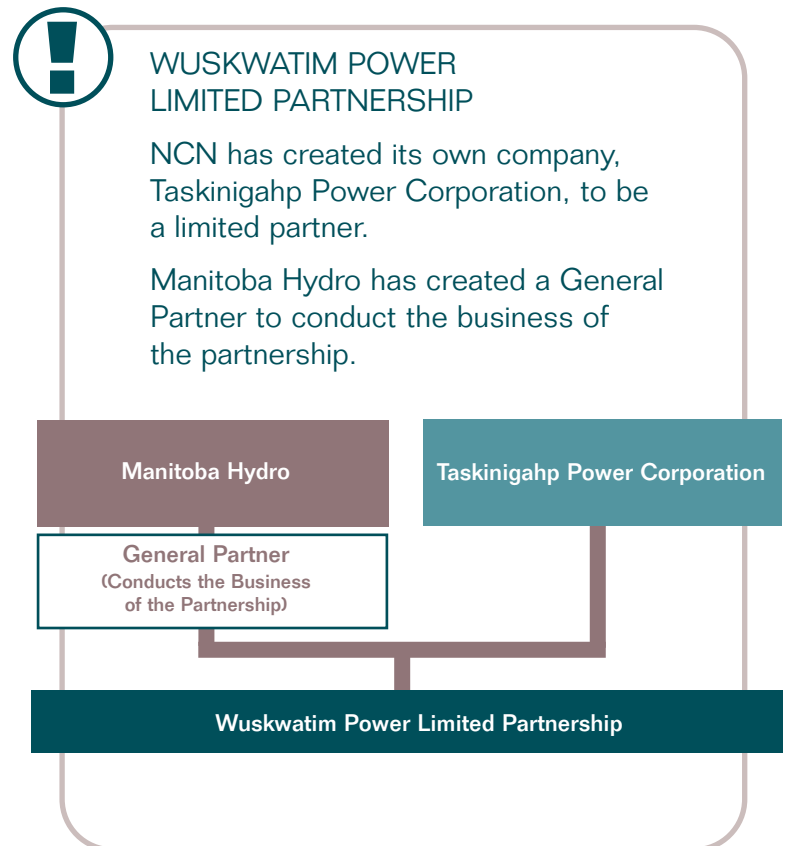 WUSKWATIM POWER
LIMITED PARTNERSHIP
NCN has created its own company,
Taskinigahp Power Corporation, to be
a limited partner.
Manitoba Hydro has created a General
Partner to conduct the business of
the partnership.
Manitoba Hydro
Taskinigahp Power Corporation
General Partner
(Conducts the Business
of the Partnership)
Wuskwatim Power Limited Partnership